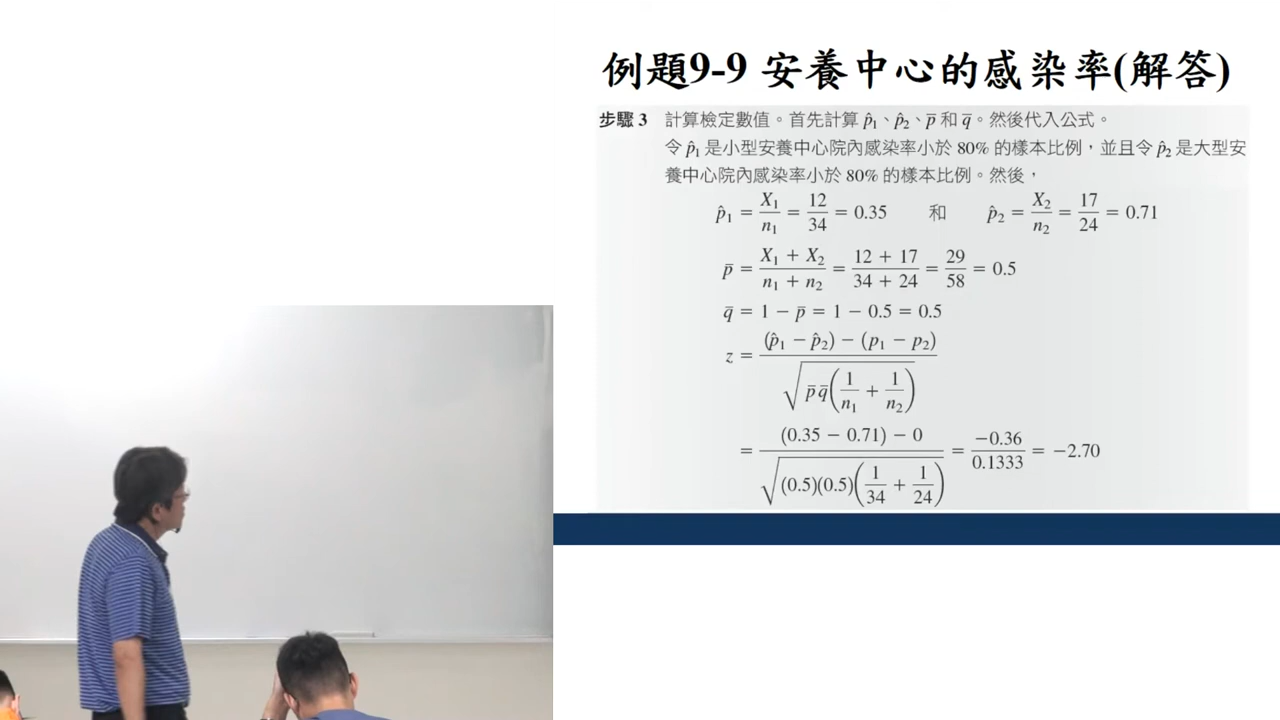 例題9-9 安養中心的感染率(解答)
步驟 3 計算檢定數值。首先計算 p̂₁、p̂₂、p̄ 和 q̄。然後代入公式。
令 p̂₁ 是小型安養中心院內感染率小於 80% 的樣本比例，並且令 p̂₂ 是大型安
養中心院內感染率小於 80% 的樣本比例。然後，
p̂₁ = X₁/n₁ = 12/34 = 0.35 和 p̂₂ = X₂/n₂ = 17/24 = 0.71
p̄ = (X₁ + X₂)/(n₁ + n₂) = (12 + 17)/(34 + 24) = 29/58 = 0.5
q̄ = 1 − p̄ = 1 − 0.5 = 0.5
z = ((p̂₁ − p̂₂) − (p₁ − p₂))/√(p̄ q̄(1/n₁ + 1/n₂))
= ((0.35 − 0.71) − 0)/√((0.5)(0.5)(1/34 + 1/24)) = −0.36/0.1333 = −2.70